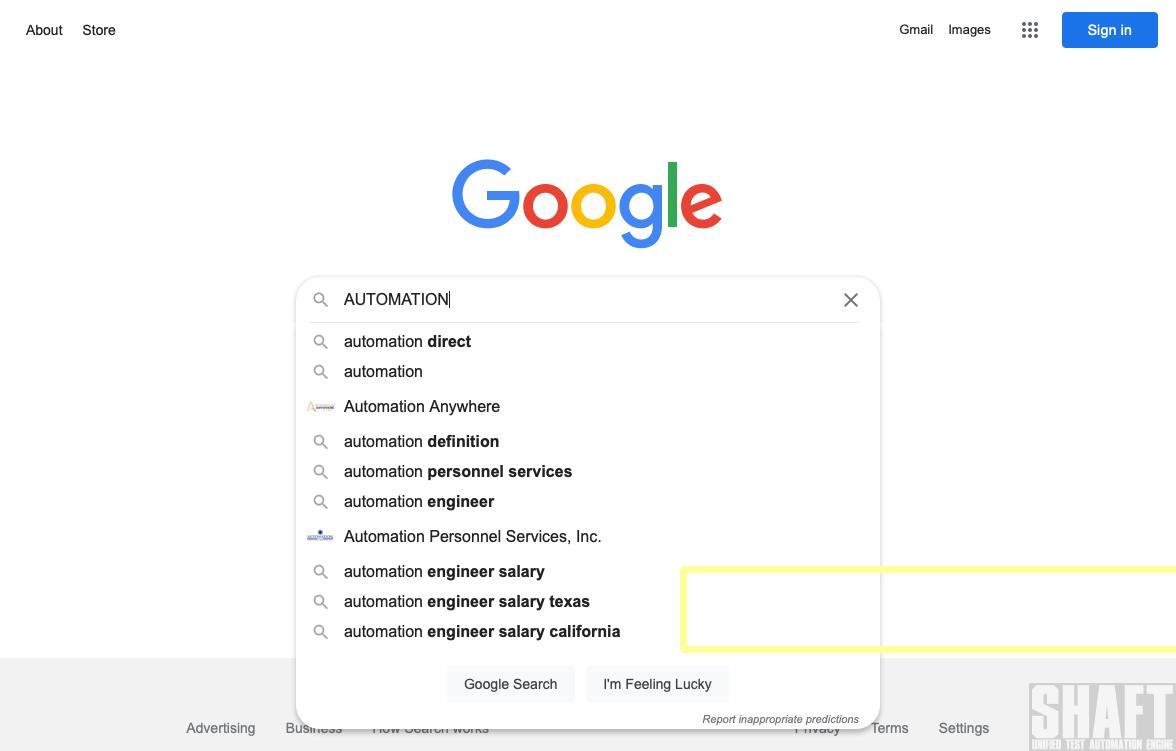 About Store Gmail Images Sign in
Google
AUTOMATION
automation direct
automation
Automation Anywhere
automation definition
automation personnel services
automation engineer
Automation Personnel Services, Inc.
automation engineer salary
automation engineer salary texas
automation engineer salary california
Google Search I'm Feeling Lucky
Report inappropriate predictions
Advertising Business How Search works Privacy Terms Settings
SHAFT
UNIFIED TEST AUTOMATION ENGINE